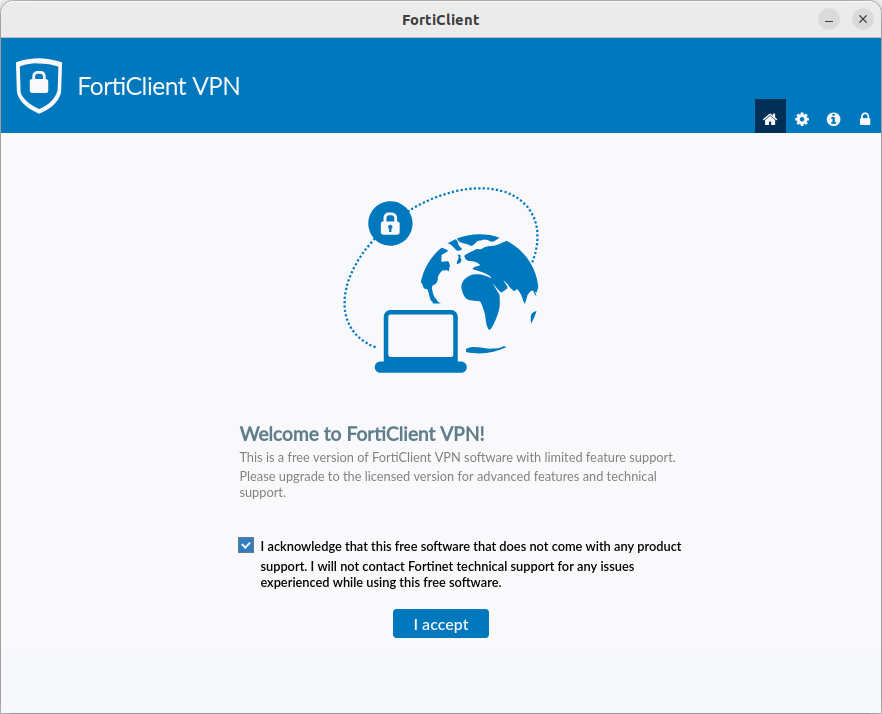 FortiClient
FortiClient VPN
Welcome to FortiClient VPN!
This is a free version of FortiClient VPN software with limited feature support.
Please upgrade to the licensed version for advanced features and technical
support.
I acknowledge that this free software that does not come with any product
support. I will not contact Fortinet technical support for any issues
experienced while using this free software.
I accept